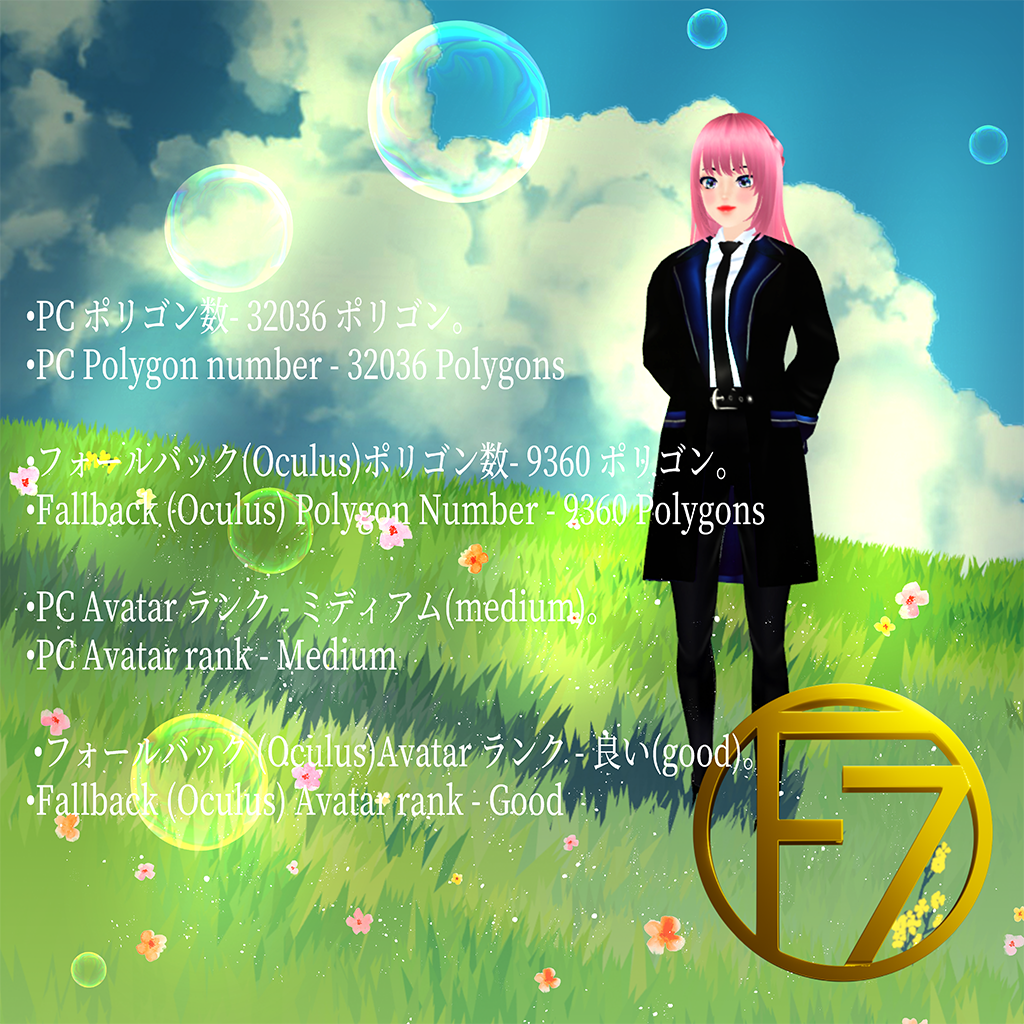 •PC ポリゴン数- 32036 ポリゴン。
•PC Polygon number - 32036 Polygons
•フォールバック(Oculus)ポリゴン数- 9360 ポリゴン。
•Fallback (Oculus) Polygon Number - 9360 Polygons
•PC Avatar ランク - ミディアム(medium)。
•PC Avatar rank - Medium
•フォールバック (Oculus)Avatar ランク - 良い(good)。
•Fallback (Oculus) Avatar rank - Good
F7